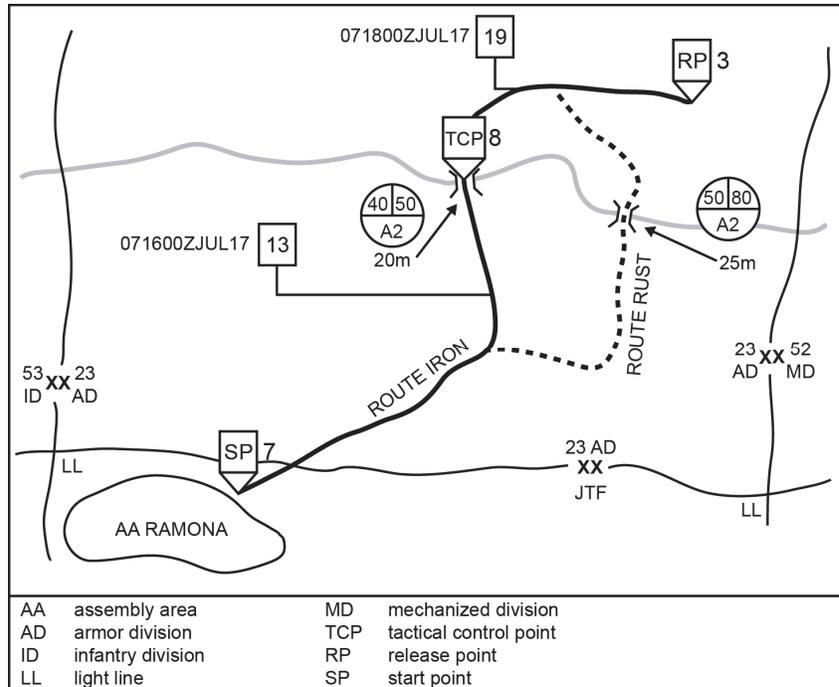 071800ZJUL17 19
RP 3
TCP 8
40 50
A2
20m
50 80
A2
25m
071600ZJUL17 13
ROUTE RUST
ROUTE IRON
53 XX 23
ID AD
23 XX 52
AD MD
SP 7
LL
23 AD
XX
JTF
LL
AA RAMONA
AA assembly area
AD armor division
ID infantry division
LL light line
MD mechanized division
TCP tactical control point
RP release point
SP start point